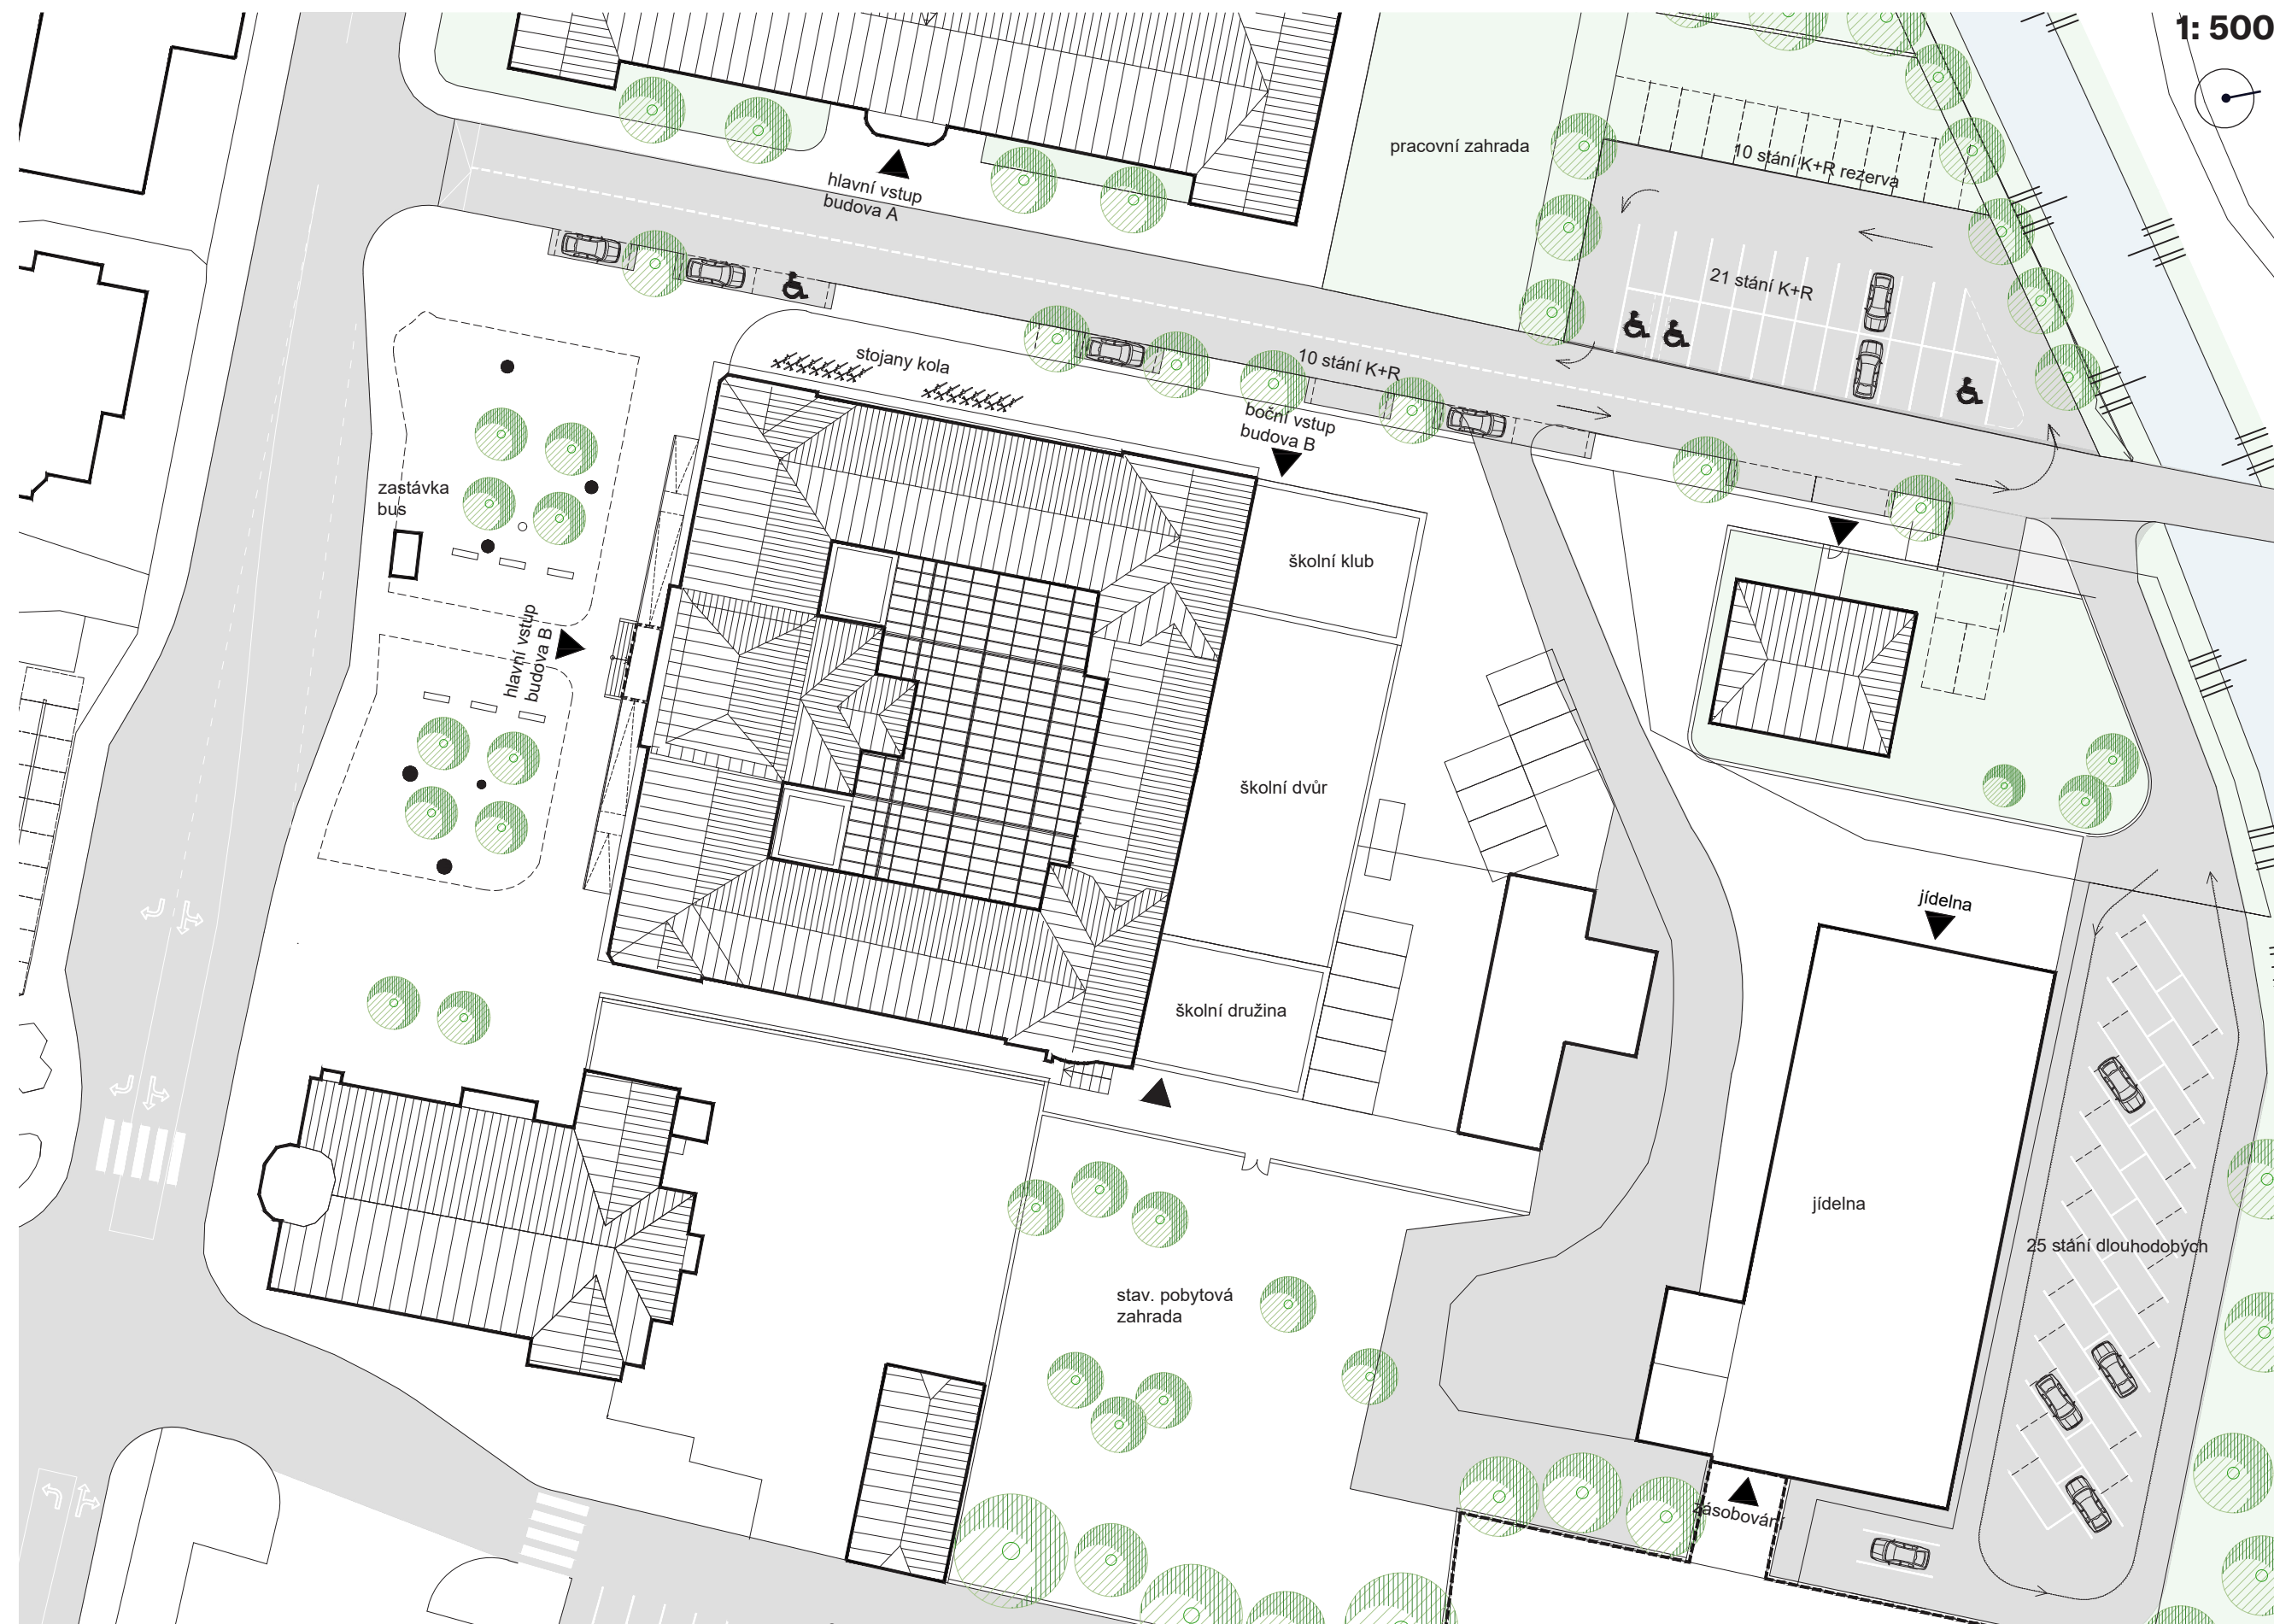 1: 500
pracovní zahrada
10 stání K+R rezerva
hlavní vstup
budova A
21 stání K+R
stojany kola
10 stání K+R
boční vstup
budova B
zastávka
bus
školní klub
hlavní vstup
budova B
školní dvůr
jídelna
školní družina
jídelna
25 stání dlouhodobých
stav. pobytová
zahrada
zásobování